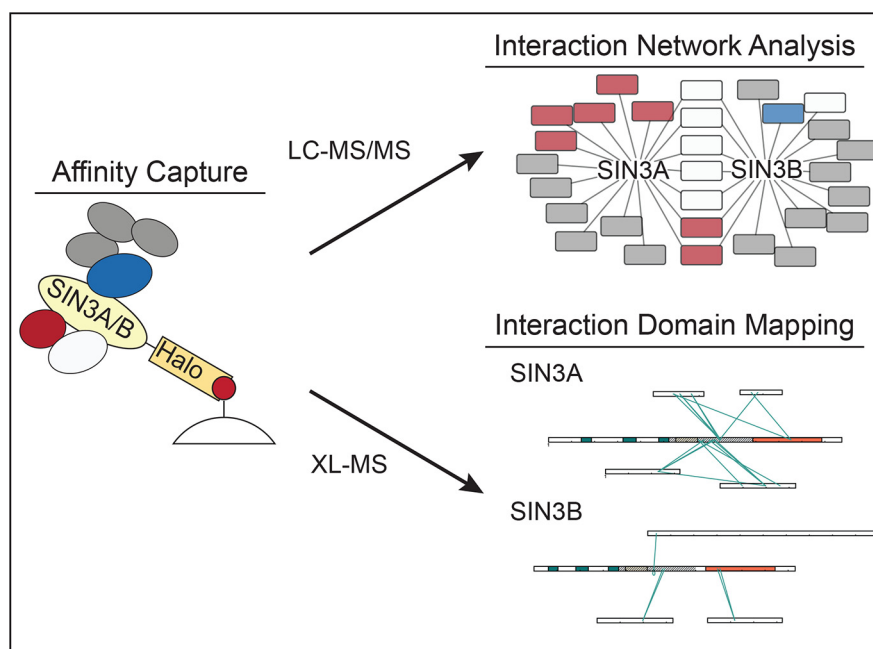 Interaction Network Analysis
LC-MS/MS
SIN3A
SIN3B
Affinity Capture
SIN3A/B
Halo
Interaction Domain Mapping
SIN3A
XL-MS
SIN3B